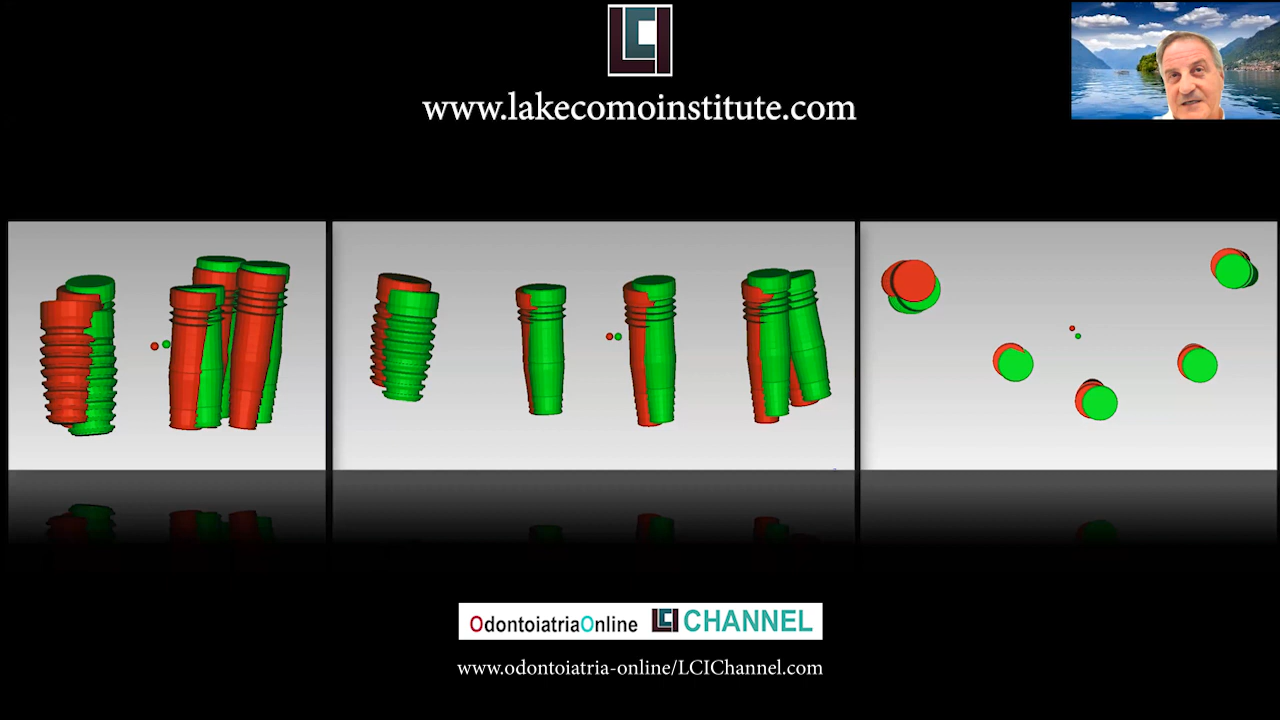 LCI
www.lakecomoinstitute.com
OdontoiatriaOnline LCI CHANNEL
www.odontoiatria-online/LCIChannel.com